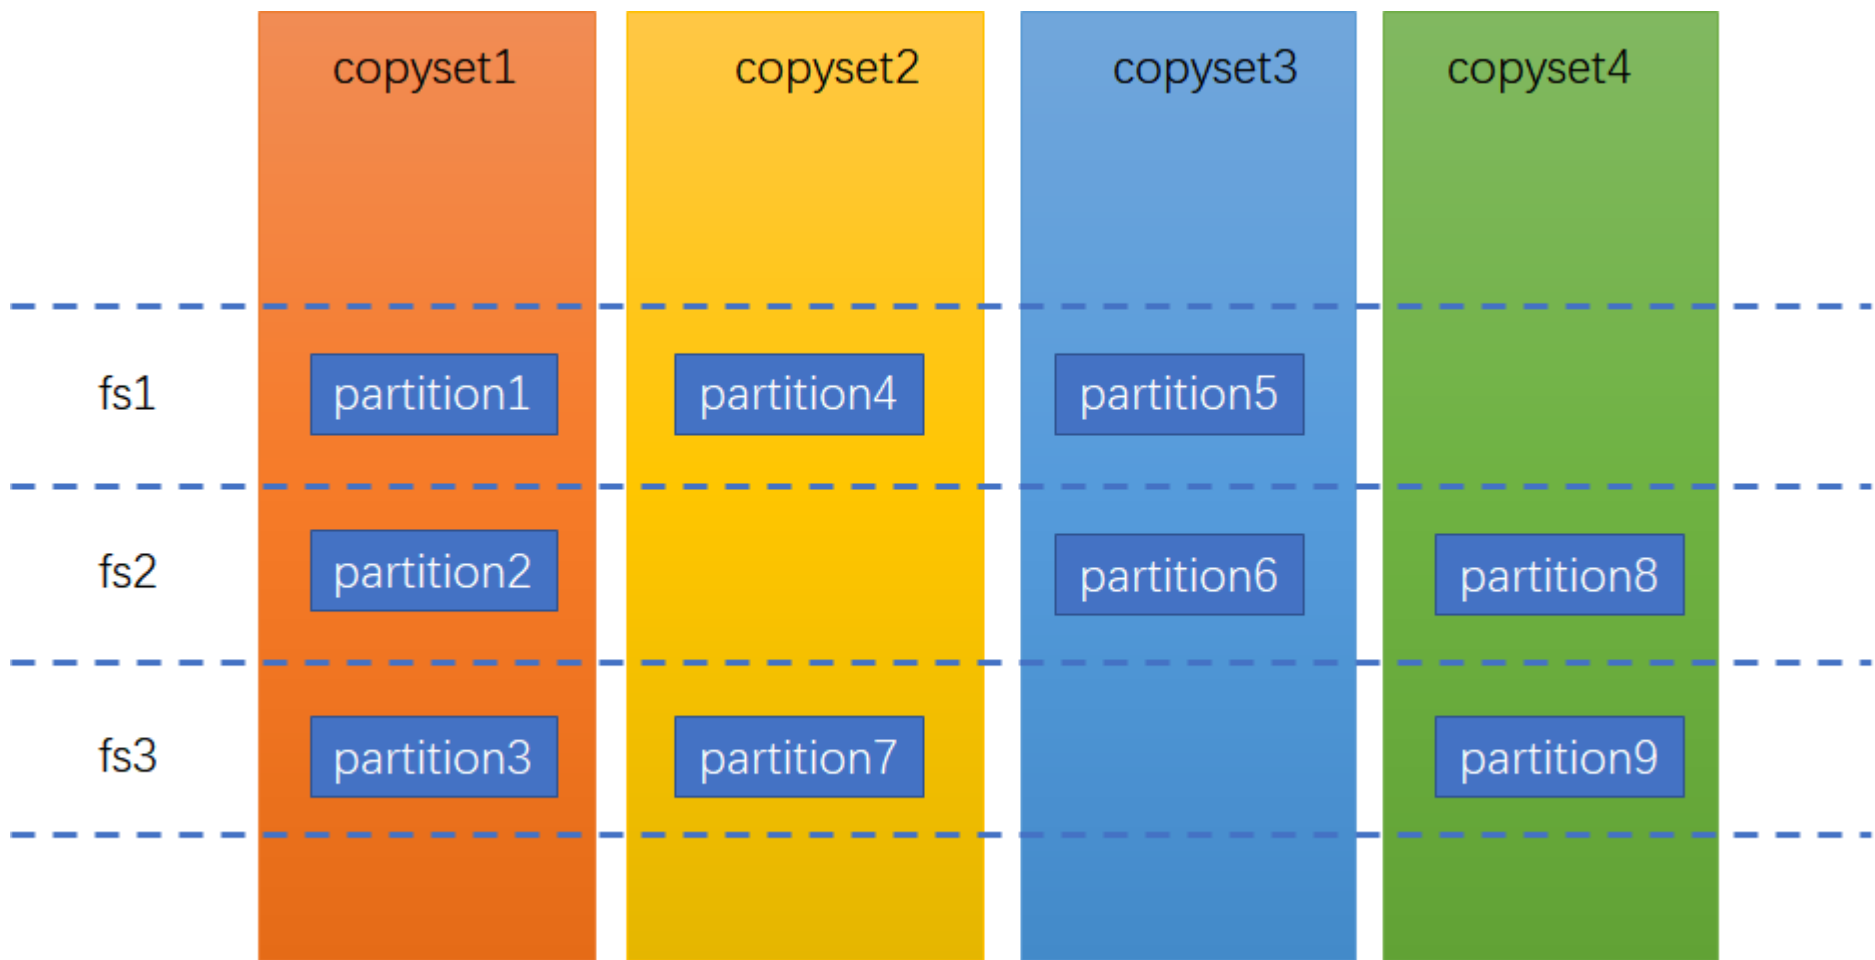 copyset1 copyset2 copyset3 copyset4
fs1 partition1 partition4 partition5
fs2 partition2 partition6 partition8
fs3 partition3 partition7 partition9